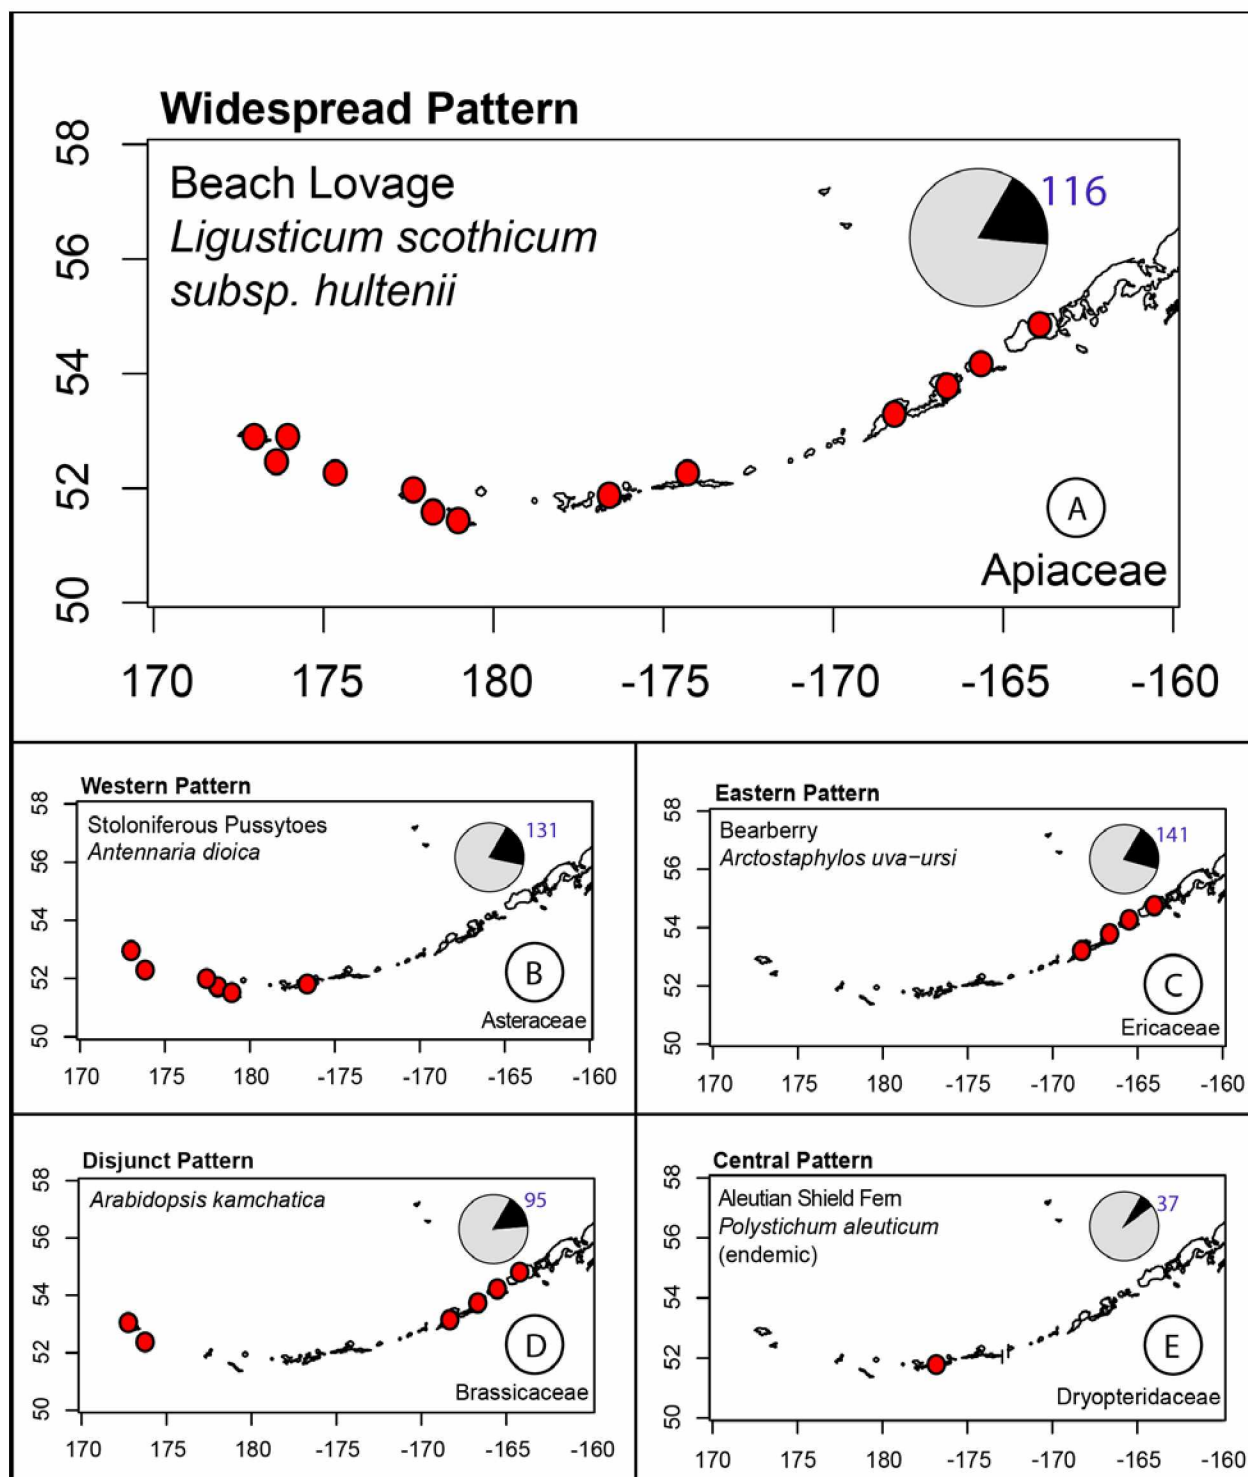 Widespread Pattern
58
56
54
52
50
Beach Lovage
Ligusticum scothicum
subsp. hultenii
116
A
Apiaceae
170 175 180 -175 -170 -165 -160
Western Pattern
58
56
54
52
50
Stoloniferous Pussytoes
Antennaria dioica
131
B
Asteraceae
170 175 180 -175 -170 -165 -160
Eastern Pattern
58
56
54
52
50
Bearberry
Arctostaphylos uva-ursi
141
C
Ericaceae
170 175 180 -175 -170 -165 -160
Disjunct Pattern
58
56
54
52
50
Arabidopsis kamchatica
95
D
Brassicaceae
170 175 180 -175 -170 -165 -160
Central Pattern
58
56
54
52
50
Aleutian Shield Fern
Polystichum aleuticum
(endemic)
37
E
Dryopteridaceae
170 175 180 -175 -170 -165 -160